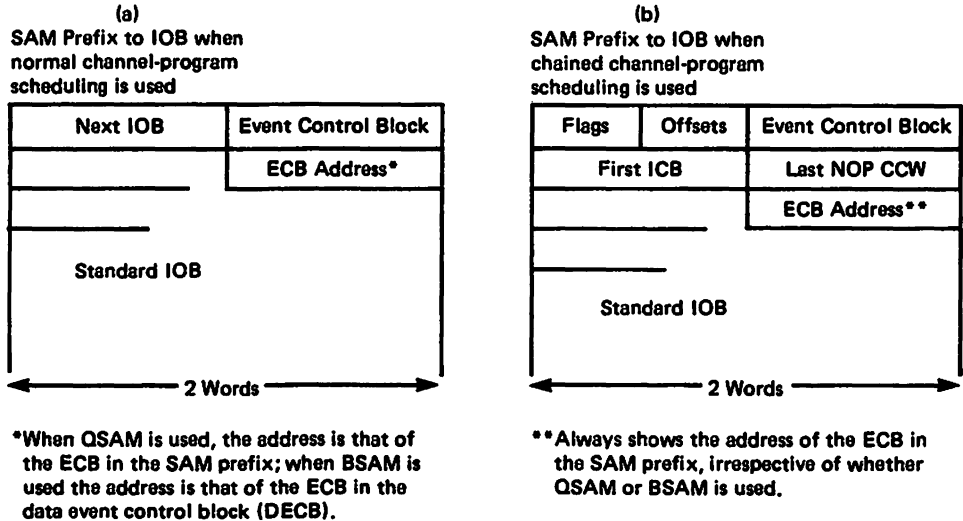 (a)
SAM Prefix to IOB when
normal channel-program
scheduling is used
Next IOB
Event Control Block
ECB Address*
Standard IOB
2 Words
*When QSAM is used, the address is that of
the ECB in the SAM prefix; when BSAM is
used the address is that of the ECB in the
data event control block (DECB).
(b)
SAM Prefix to IOB when
chained channel-program
scheduling is used
Flags
Offsets
Event Control Block
First ICB
Last NOP CCW
ECB Address**
Standard IOB
2 Words
**Always shows the address of the ECB in
the SAM prefix, irrespective of whether
QSAM or BSAM is used.